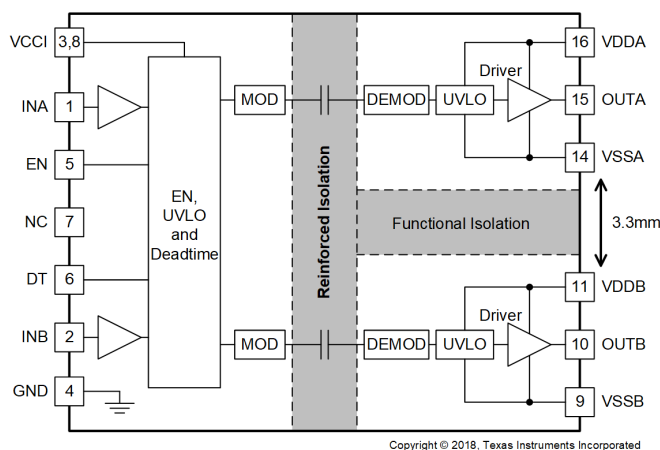 VCCI 3,8
INA 1
EN 5
NC 7
DT 6
INB 2
GND 4
EN,
UVLO
and
Deadtime
MOD
MOD
Reinforced Isolation
DEMOD
UVLO
Driver
Functional Isolation
DEMOD
UVLO
Driver
16 VDDA
15 OUTA
14 VSSA
3.3mm
11 VDDB
10 OUTB
9 VSSB
Copyright © 2018, Texas Instruments Incorporated